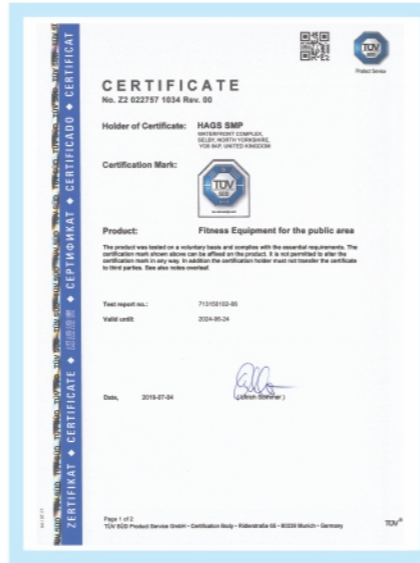 TÜV
SÜD
Product Service
CERTIFICATE
No. Z2 022757 1034 Rev. 00
Holder of Certificate: HAGS SMP
WATERFRONT COMPLEX,
SELBY, NORTH YORKSHIRE,
YO8 8AP, UNITED KINGDOM
Certification Mark:
TÜV
SÜD
Product: Fitness Equipment for the public area
The product was tested on a voluntary basis and complies with the essential requirements. The
certification mark shown above can be affixed on the product. It is not permitted to alter the
certification mark in any way. In addition the certification holder must not transfer the certificate
to third parties. See also notes overleaf.
Test report no.:
Valid until: 2024-05-24
Date, 2019-07-04
Page 1 of 2
TÜV SÜD Product Service GmbH • Certification Body • Ridlerstraße 65 • 80339 Munich • Germany
TÜV®
ZERTIFIKAT ◆ CERTIFICATE ◆ ◆ СЕРТИФИКАТ ◆ CERTIFICADO ◆ CERTIFICAT